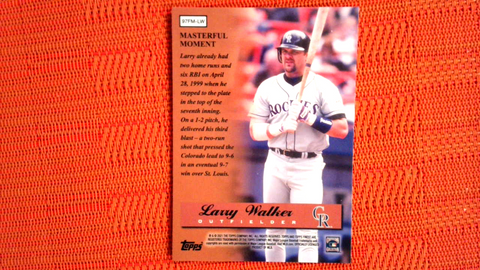 97FM-LW
MASTERFUL
MOMENT
Larry already had
two home runs and
six RBI on April
28, 1999 when he
stepped to the plate
in the top of the
seventh inning.
On a 1-2 pitch, he
delivered his third
blast – a two-run
shot that pressed the
Colorado lead to 9-6
in an eventual 9-7
win over St. Louis.
ROCKIES
Larry Walker
CR
OUTFIELDER
Topps